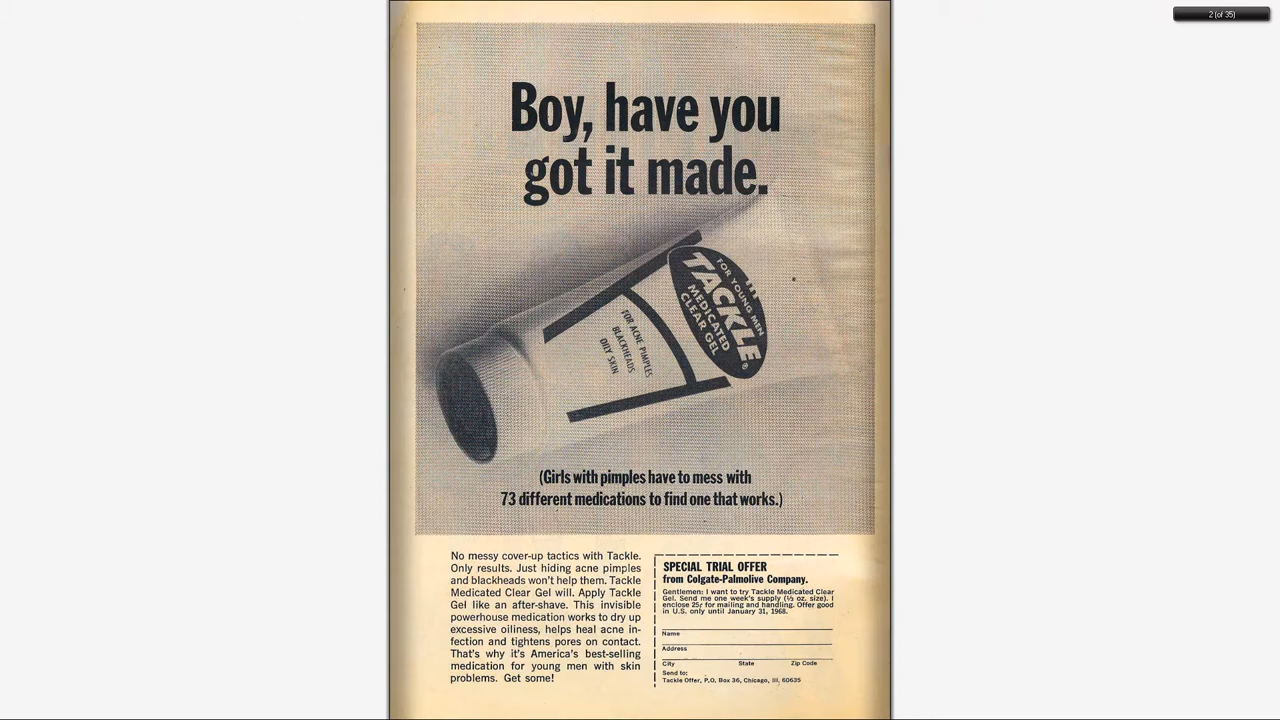 2 (of 35)
Boy, have you
got it made.
FOR YOUNG MEN
TACKLE
MEDICATED
CLEAR GEL
®
FOR ACNE PIMPLES
BLACKHEADS
OILY SKIN
(Girls with pimples have to mess with
73 different medications to find one that works.)
No messy cover-up tactics with Tackle.
Only results. Just hiding acne pimples
and blackheads won't help them. Tackle
Medicated Clear Gel will. Apply Tackle
Gel like an after-shave. This invisible
powerhouse medication works to dry up
excessive oiliness, helps heal acne in-
fection and tightens pores on contact.
That's why it's America's best-selling
medication for young men with skin
problems. Get some!
SPECIAL TRIAL OFFER
from Colgate-Palmolive Company.
Gentlemen: I want to try Tackle Medicated Clear
Gel. Send me one week's supply (⅓ oz. size). I
enclose 25¢ for mailing and handling. Offer good
in U.S. only until January 31, 1968.
Name
Address
City State Zip Code
Send to:
Tackle Offer, P.O. Box 36, Chicago, Ill. 60635